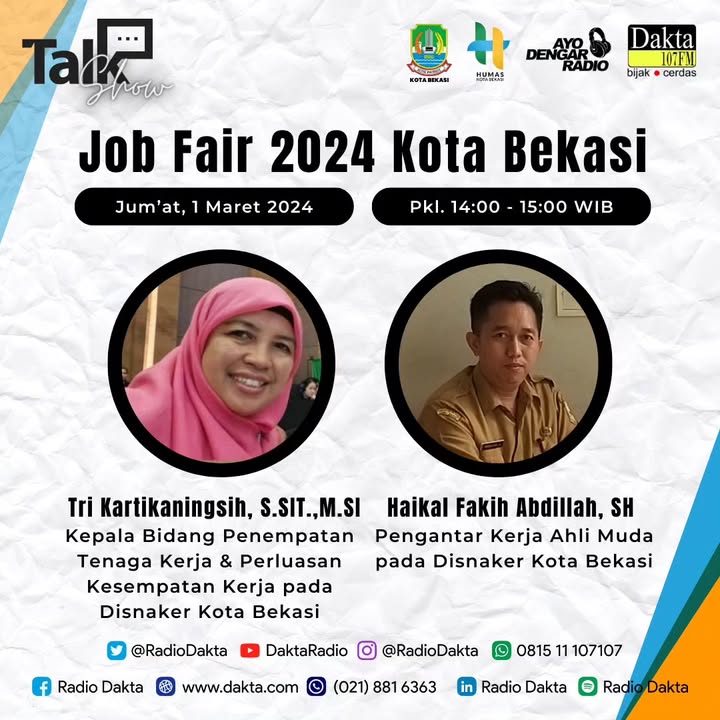 Talk
Show
KOTA BEKASI
HUMAS
KOTA BEKASI
AYO
DENGAR
RADIO
Dakta
107FM
bijak • cerdas
Job Fair 2024 Kota Bekasi
Jum'at, 1 Maret 2024
Pkl. 14:00 - 15:00 WIB
Tri Kartikaningsih, S.SIT.,M.SI
Kepala Bidang Penempatan
Tenaga Kerja & Perluasan
Kesempatan Kerja pada
Disnaker Kota Bekasi
Haikal Fakih Abdillah, SH
Pengantar Kerja Ahli Muda
pada Disnaker Kota Bekasi
@RadioDakta DaktaRadio @RadioDakta 0815 11 107107
Radio Dakta www.dakta.com (021) 881 6363 Radio Dakta Radio Dakta